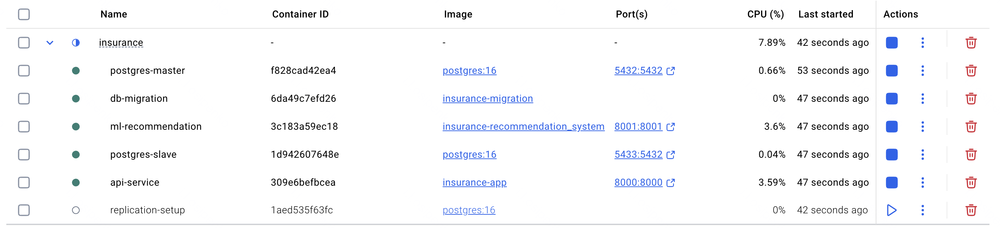 Name Container ID Image Port(s) CPU (%) Last started Actions
insurance - - - 7.89% 42 seconds ago
postgres-master f828cad42ea4 postgres:16 5432:5432 0.66% 53 seconds ago
db-migration 6da49c7efd26 insurance-migration 0% 47 seconds ago
ml-recommendation 3c183a59ec18 insurance-recommendation_system 8001:8001 3.6% 47 seconds ago
postgres-slave 1d942607648e postgres:16 5433:5432 0.04% 47 seconds ago
api-service 309e6befbcea insurance-app 8000:8000 3.59% 47 seconds ago
replication-setup 1aed535f63fc postgres:16 0% 42 seconds ago